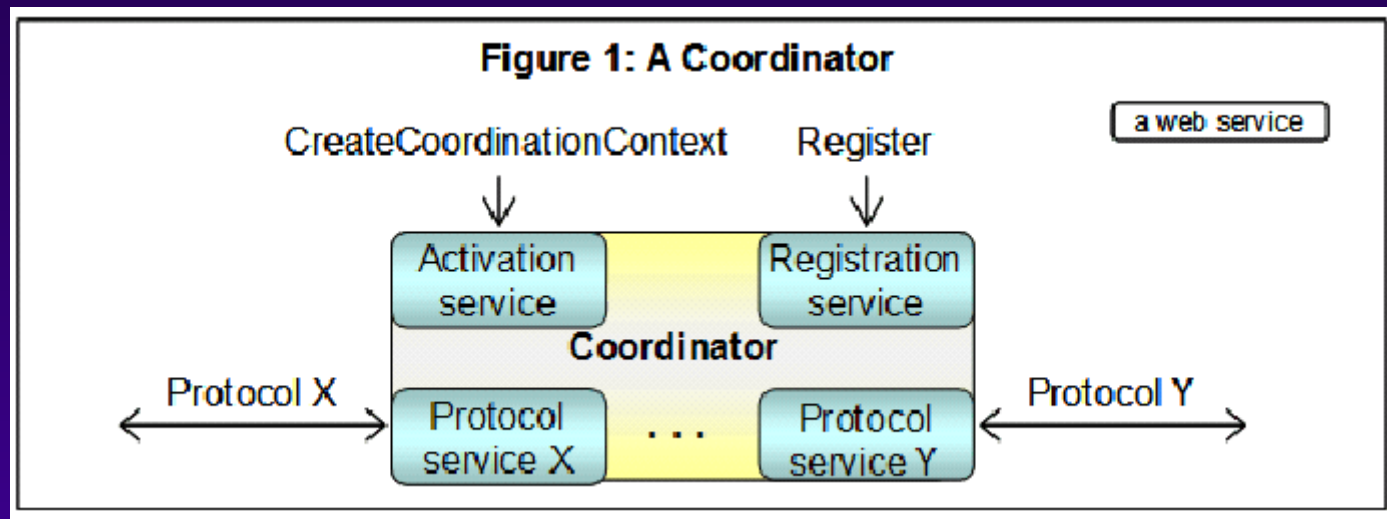 Figure 1: A Coordinator
a web service
CreateCoordinationContext
Register
Activation
service
Registration
service
Coordinator
Protocol X
Protocol
service X
. . .
Protocol
service Y
Protocol Y